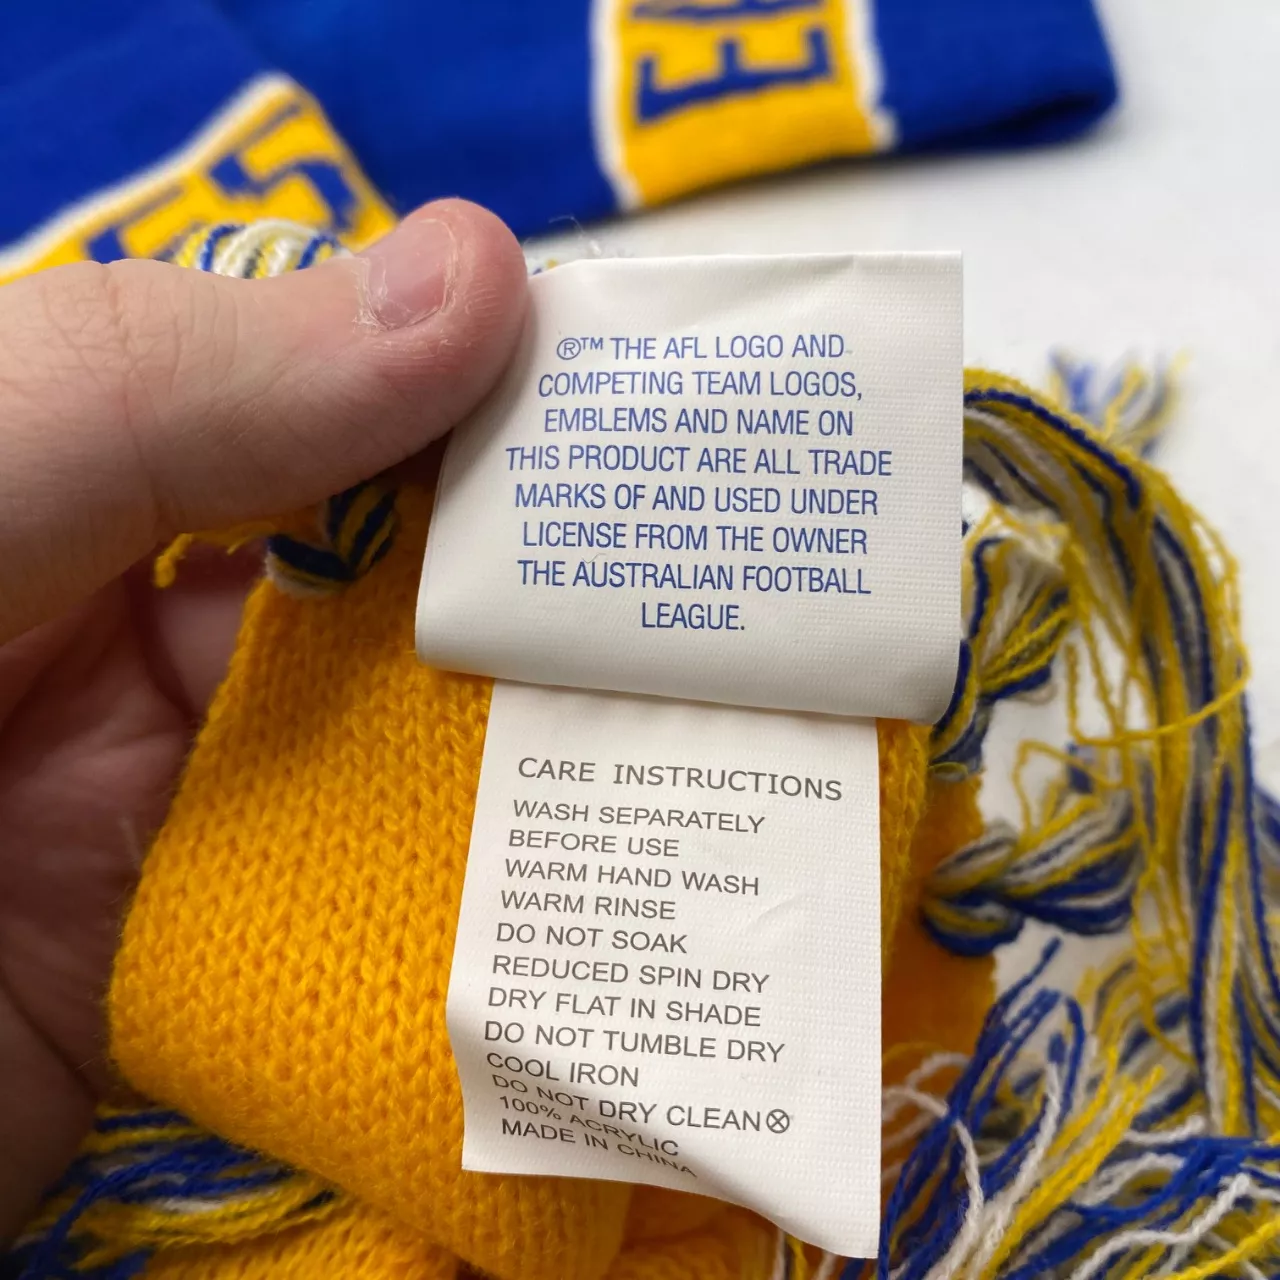 EA
ES
®™ THE AFL LOGO AND
COMPETING TEAM LOGOS,
EMBLEMS AND NAME ON
THIS PRODUCT ARE ALL TRADE
MARKS OF AND USED UNDER
LICENSE FROM THE OWNER
THE AUSTRALIAN FOOTBALL
LEAGUE.
CARE INSTRUCTIONS
WASH SEPARATELY
BEFORE USE
WARM HAND WASH
WARM RINSE
DO NOT SOAK
REDUCED SPIN DRY
DRY FLAT IN SHADE
DO NOT TUMBLE DRY
COOL IRON
DO NOT DRY CLEAN
100% ACRYLIC
MADE IN CHINA